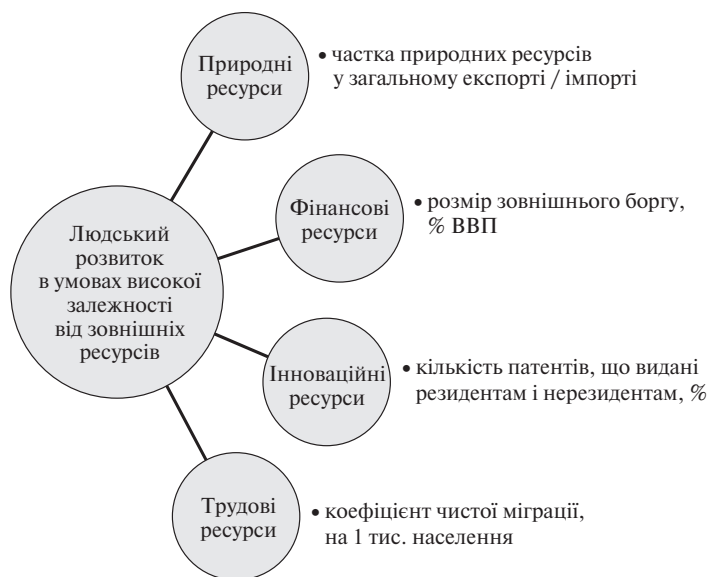 Природні
ресурси
• частка природних ресурсів
у загальному експорті / імпорті
Людський
розвиток
в умовах високої
залежності
від зовнішніх
ресурсів
Фінансові
ресурси
• розмір зовнішнього боргу,
% ВВП
Інноваційні
ресурси
• кількість патентів, що видані
резидентам і нерезидентам, %
Трудові
ресурси
• коефіцієнт чистої міграції,
на 1 тис. населення